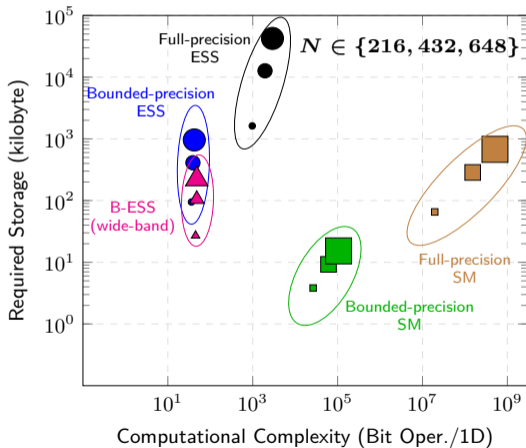 10^5
10^4
10^3
10^2
10^1
10^0
Required Storage (kilobyte)
Full-precision
ESS
N ∈ {216, 432, 648}
Bounded-precision
ESS
B-ESS
(wide-band)
Full-precision
SM
Bounded-precision
SM
10^1
10^3
10^5
10^7
10^9
Computational Complexity (Bit Oper./1D)